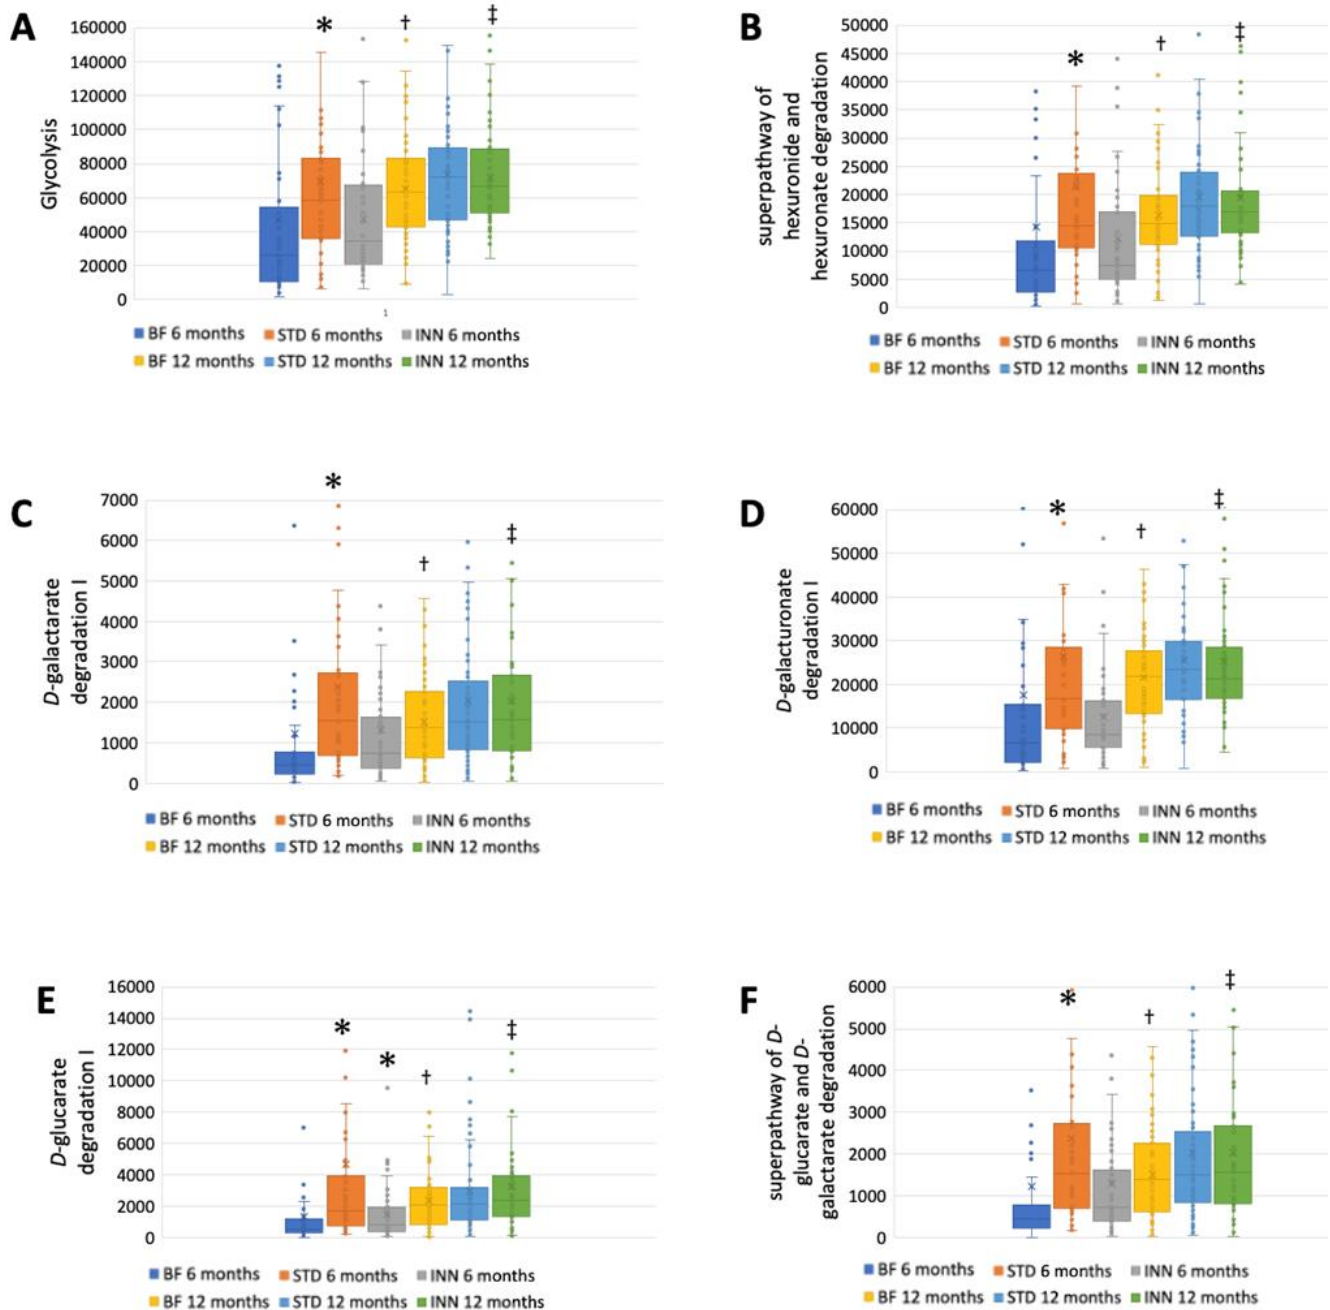 A
Glycolysis
160000
140000
120000
100000
80000
60000
40000
20000
0
*
†
‡
1
BF 6 months STD 6 months INN 6 months
BF 12 months STD 12 months INN 12 months
B
superpathway of
hexuronide and
hexuronate degradation
50000
45000
40000
35000
30000
25000
20000
15000
10000
5000
0
*
†
‡
BF 6 months STD 6 months INN 6 months
BF 12 months STD 12 months INN 12 months
C
D-galactarate
degradation I
7000
6000
5000
4000
3000
2000
1000
0
*
†
‡
BF 6 months STD 6 months INN 6 months
BF 12 months STD 12 months INN 12 months
D
D-galacturonate
degradation I
60000
50000
40000
30000
20000
10000
0
*
†
‡
BF 6 months STD 6 months INN 6 months
BF 12 months STD 12 months INN 12 months
E
D-glucarate
degradation I
16000
14000
12000
10000
8000
6000
4000
2000
0
*
*
†
‡
BF 6 months STD 6 months INN 6 months
BF 12 months STD 12 months INN 12 months
F
superpathway of D-
glucarate and D-
galactarate degradation
6000
5000
4000
3000
2000
1000
0
*
†
‡
BF 6 months STD 6 months INN 6 months
BF 12 months STD 12 months INN 12 months